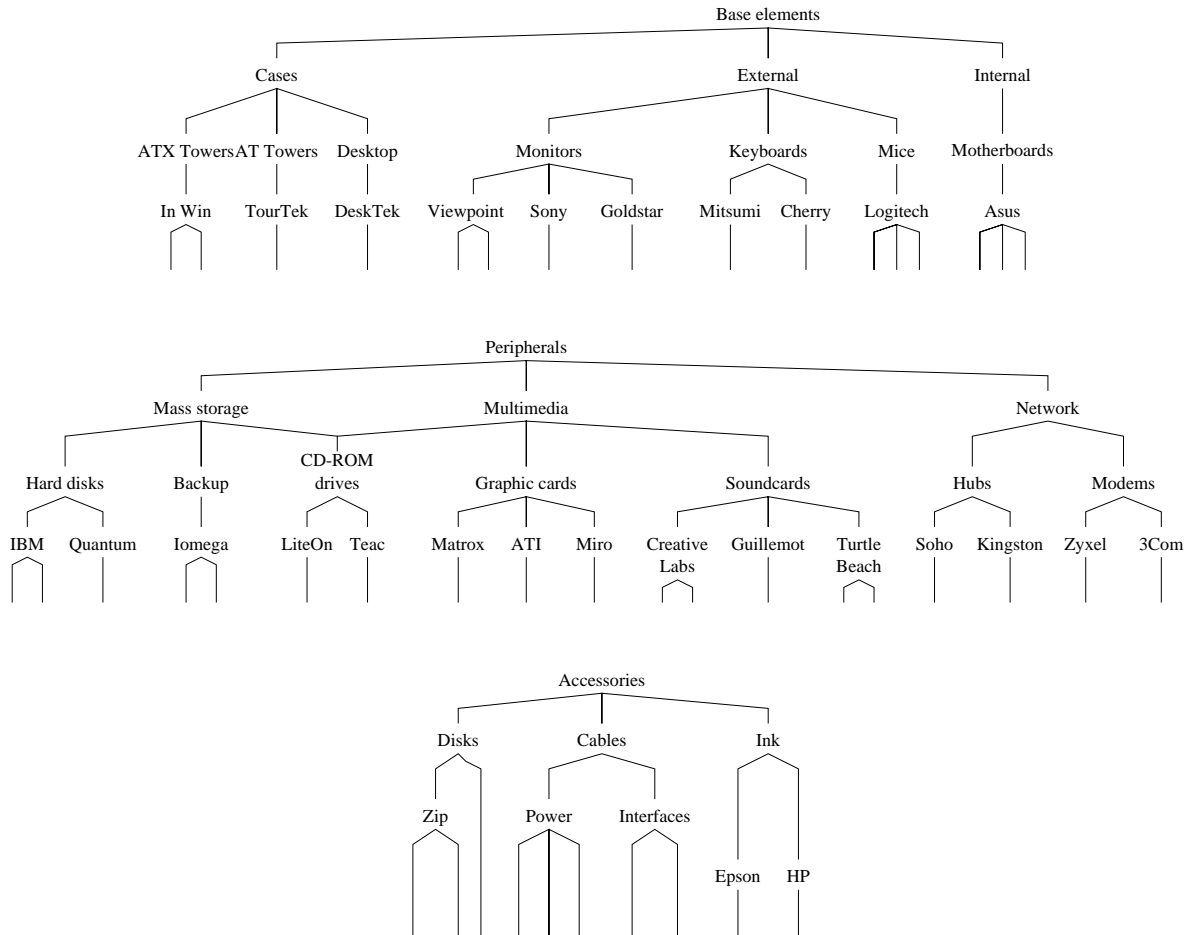 Base elements
Cases External Internal
ATX Towers AT Towers Desktop Monitors Keyboards Mice Motherboards
In Win TourTek DeskTek Viewpoint Sony Goldstar Mitsumi Cherry Logitech Asus
Peripherals
Mass storage Multimedia Network
CD-ROM
Hard disks Backup drives Graphic cards Soundcards Hubs Modems
IBM Quantum Iomega LiteOn Teac Matrox ATI Miro Creative Guillemot Turtle Soho Kingston Zyxel 3Com
Labs Beach
Accessories
Disks Cables Ink
Zip Power Interfaces
Epson HP